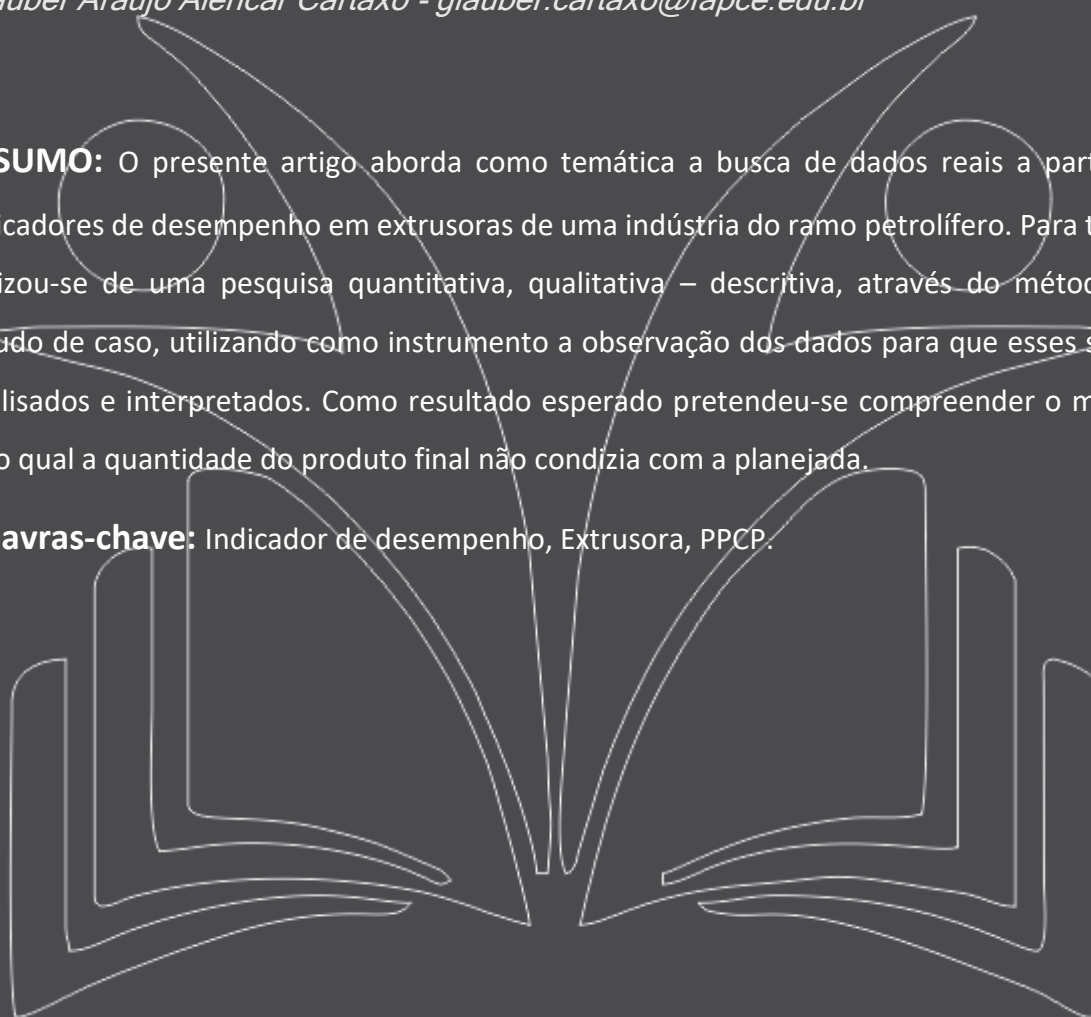 auber Araújo Alencar Cartaxo - glauber.cartaxo@fapce.edu.br
SUMO: O presente artigo aborda como temática a busca de dados reais a part
icadores de desempenho em extrusoras de uma indústria do ramo petrolífero. Para t
izou-se de uma pesquisa quantitativa, qualitativa – descritiva, através do métod
udo de caso, utilizando como instrumento a observação dos dados para que esses s
lisados e interpretados. Como resultado esperado pretendeu-se compreender o m
o qual a quantidade do produto final não condizia com a planejada.
avras-chave: Indicador de desempenho, Extrusora, PPCP.